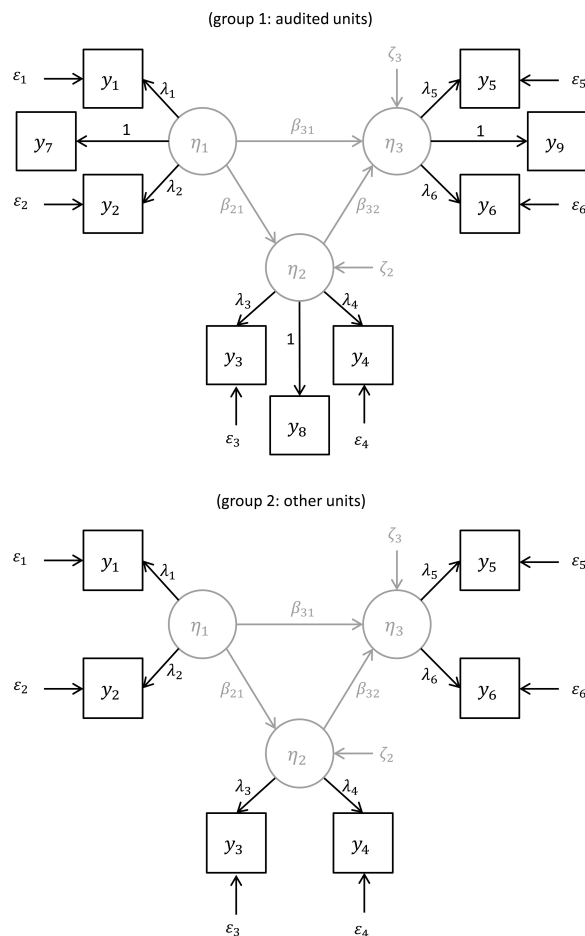 (group 1: audited units)
ζ₃
ε₁ y₁ λ₁ λ₅ y₅ ε₅
y₇ 1 η₁ β₃₁ η₃ 1 y₉
ε₂ y₂ λ₂ β₂₁ β₃₂ λ₆ y₆ ε₆
η₂ ζ₂
λ₃ λ₄
y₃ 1 y₄
ε₃ y₈ ε₄
(group 2: other units)
ζ₃
ε₁ y₁ λ₁ λ₅ y₅ ε₅
η₁ β₃₁ η₃
ε₂ y₂ λ₂ β₂₁ β₃₂ λ₆ y₆ ε₆
η₂ ζ₂
λ₃ λ₄
y₃ y₄
ε₃ ε₄